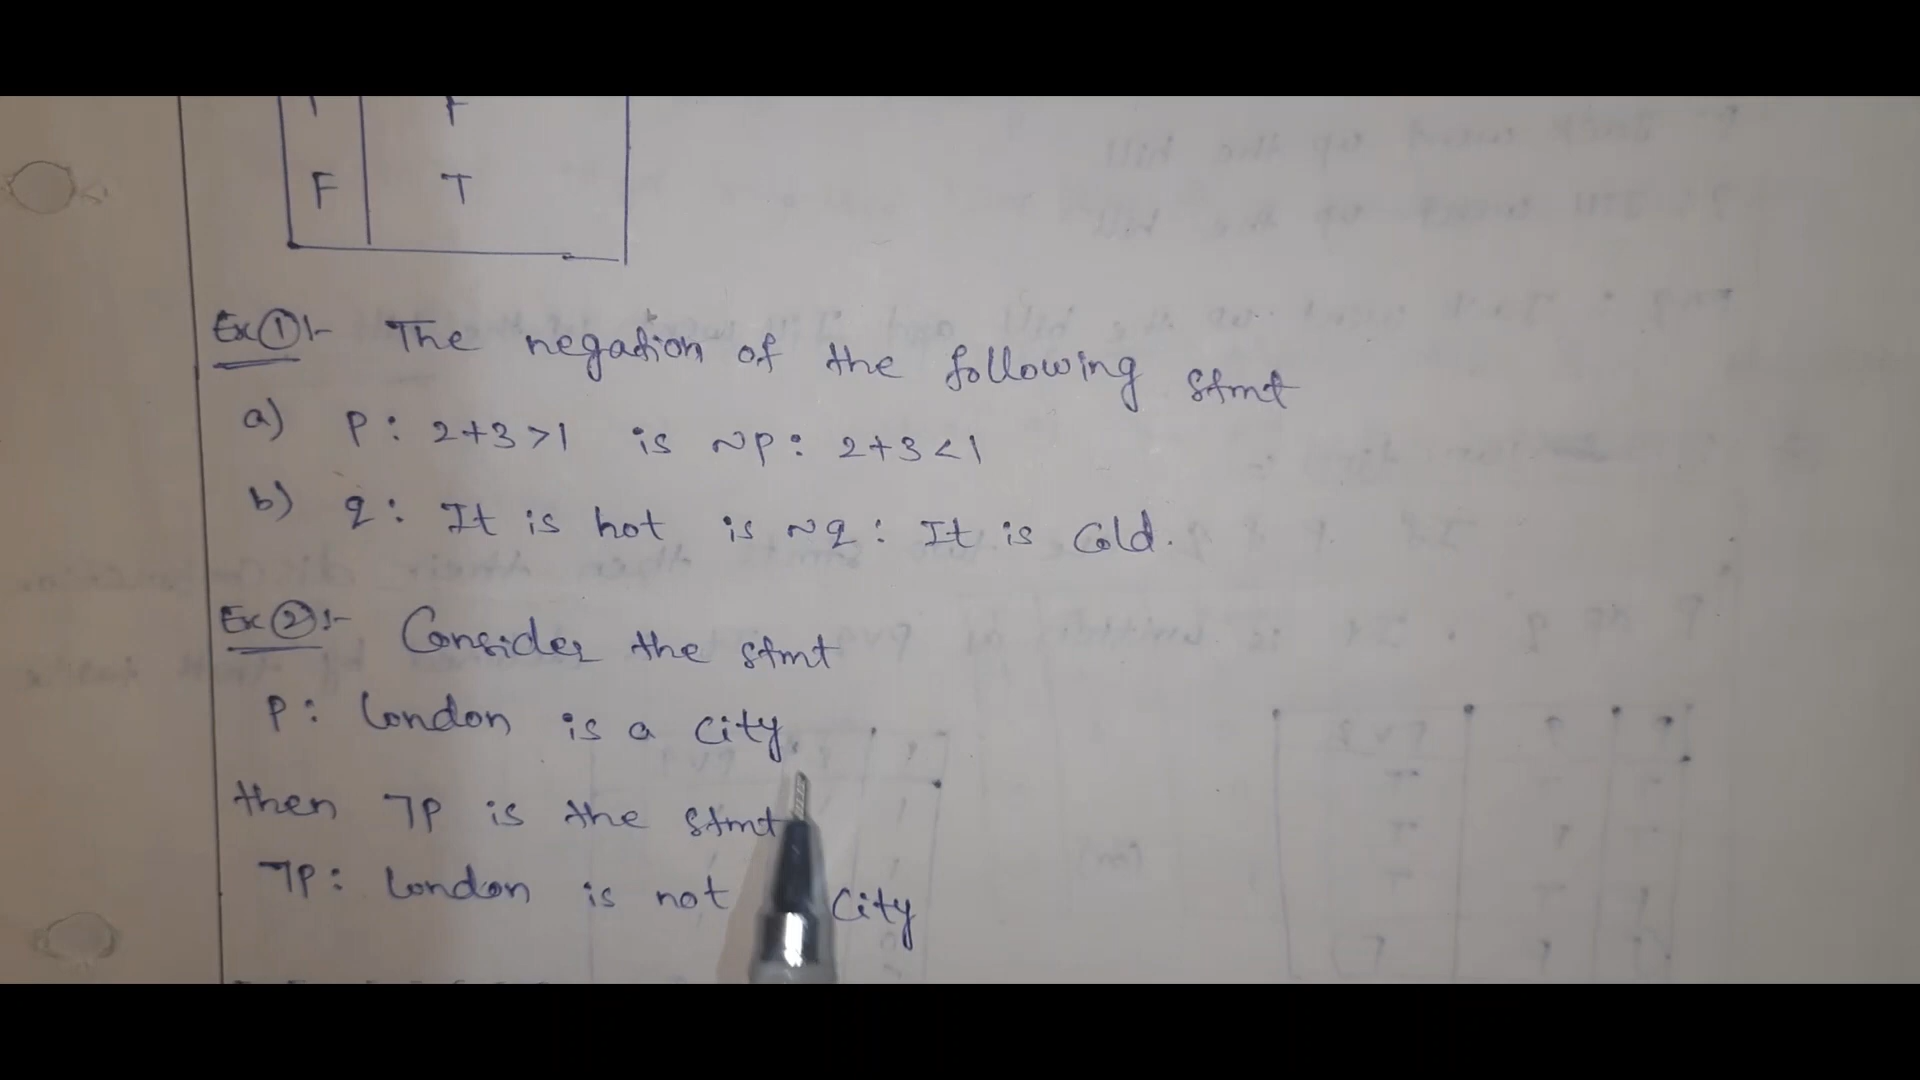 F T
Ex ① :- The negation of the following stmt
a) p: 2+3>1 is ~p: 2+3<1
b) q: It is hot is ~q: It is Cold.
Ex ② :- Consider the stmt
p: London is a city.
then ¬p is the stmt
¬p: London is not city